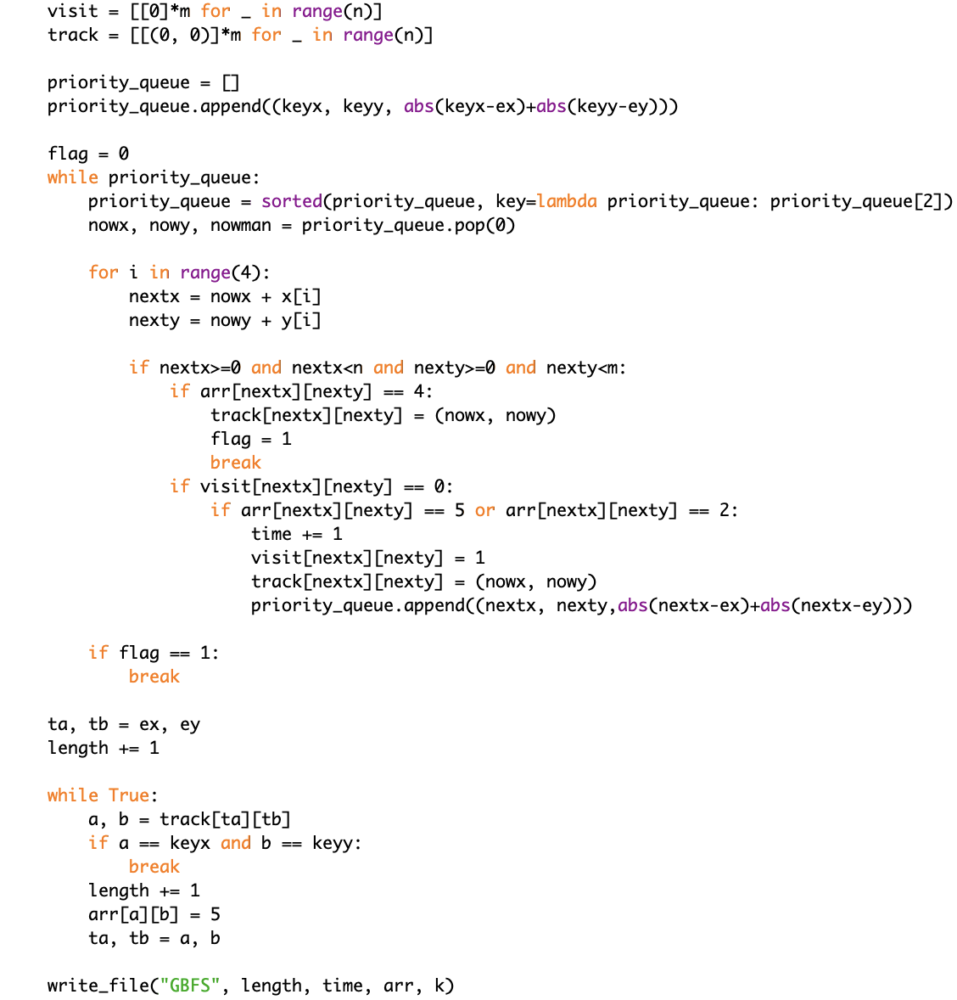 visit = [[0]*m for _ in range(n)]
track = [[(0, 0)]*m for _ in range(n)]

priority_queue = []
priority_queue.append((keyx, keyy, abs(keyx-ex)+abs(keyy-ey)))

flag = 0
while priority_queue:
    priority_queue = sorted(priority_queue, key=lambda priority_queue: priority_queue[2])
    nowx, nowy, nowman = priority_queue.pop(0)

    for i in range(4):
        nextx = nowx + x[i]
        nexty = nowy + y[i]

        if nextx>=0 and nextx<n and nexty>=0 and nexty<m:
            if arr[nextx][nexty] == 4:
                track[nextx][nexty] = (nowx, nowy)
                flag = 1
                break
            if visit[nextx][nexty] == 0:
                if arr[nextx][nexty] == 5 or arr[nextx][nexty] == 2:
                    time += 1
                    visit[nextx][nexty] = 1
                    track[nextx][nexty] = (nowx, nowy)
                    priority_queue.append((nextx, nexty,abs(nextx-ex)+abs(nextx-ey)))

    if flag == 1:
        break

ta, tb = ex, ey
length += 1

while True:
    a, b = track[ta][tb]
    if a == keyx and b == keyy:
        break
    length += 1
    arr[a][b] = 5
    ta, tb = a, b

write_file("GBFS", length, time, arr, k)